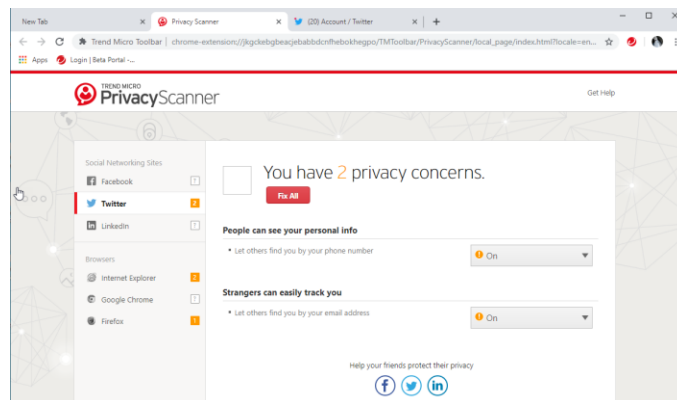 New Tab
Privacy Scanner
(20) Account / Twitter
Trend Micro Toolbar | chrome-extension://jkgckebgbeacjebabbdcnfhebokhegpo/TMToolbar/PrivacyScanner/local_page/index.html?locale=en...
Apps
Login | Beta Portal -...
TREND MICRO
PrivacyScanner
Get Help
Social Networking Sites
Facebook ?
Twitter 2
LinkedIn ?
Browsers
Internet Explorer 2
Google Chrome ?
Firefox 1
You have 2 privacy concerns.
Fix All
People can see your personal info
• Let others find you by your phone number
On
Strangers can easily track you
• Let others find you by your email address
On
Help your friends protect their privacy